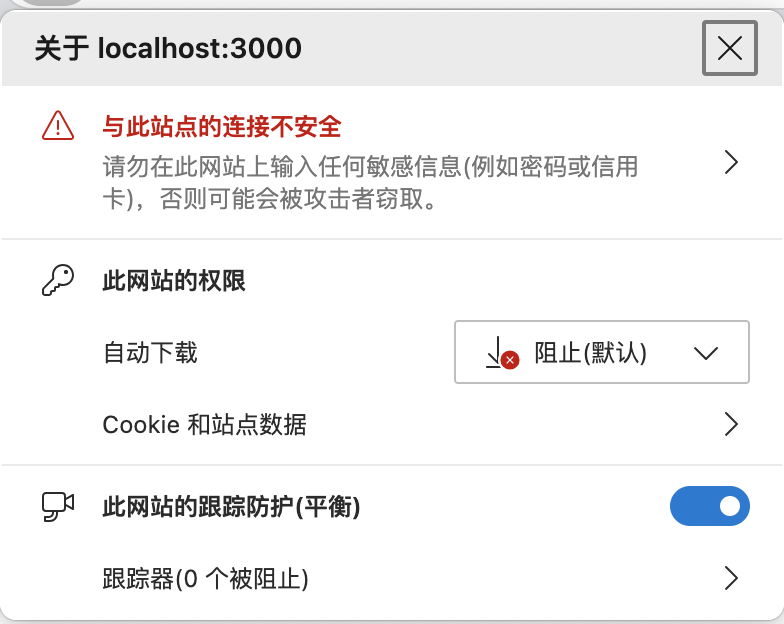 关于 localhost:3000
与此站点的连接不安全
请勿在此网站上输入任何敏感信息(例如密码或信用
卡)，否则可能会被攻击者窃取。
此网站的权限
自动下载
阻止(默认)
Cookie 和站点数据
此网站的跟踪防护(平衡)
跟踪器(0 个被阻止)